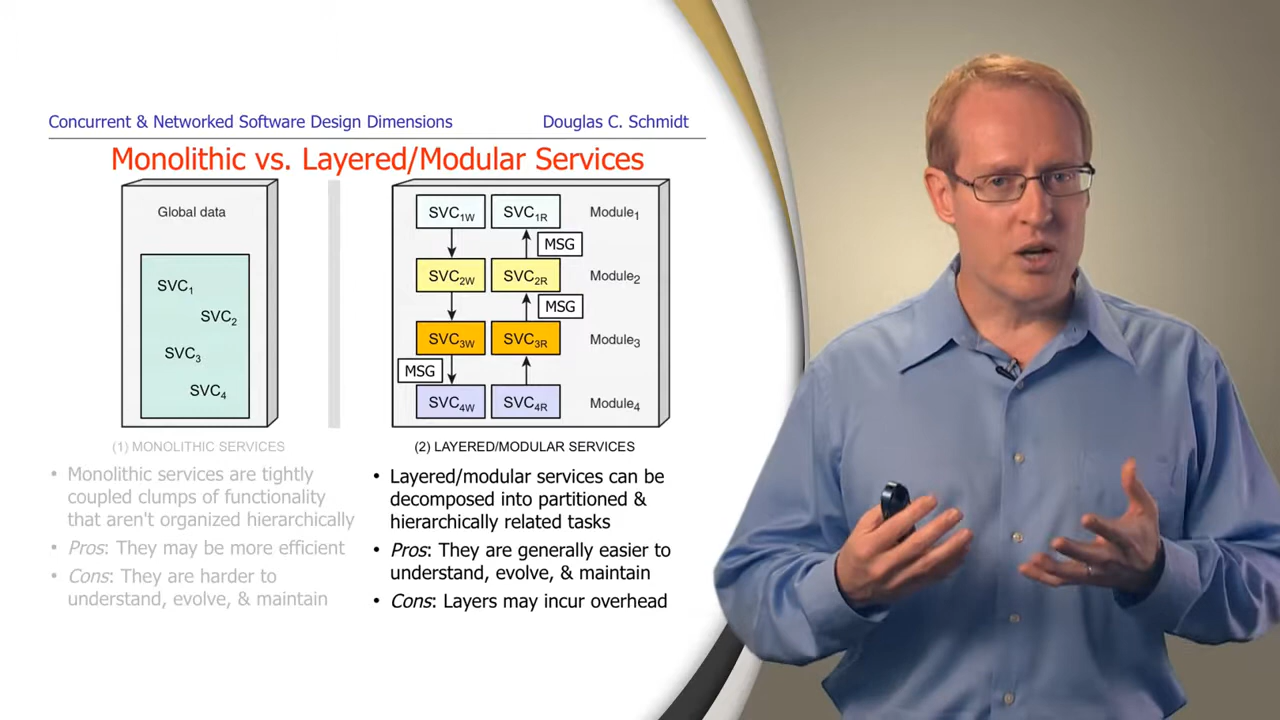 Concurrent & Networked Software Design Dimensions Douglas C. Schmidt
Monolithic vs. Layered/Modular Services
Global data
SVC1
SVC2
SVC3
SVC4
SVC1W SVC1R Module1
MSG
SVC2W SVC2R Module2
MSG
SVC3W SVC3R Module3
MSG
SVC4W SVC4R Module4
(1) MONOLITHIC SERVICES
• Monolithic services are tightly
coupled clumps of functionality
that aren't organized hierarchically
• Pros: They may be more efficient
• Cons: They are harder to
understand, evolve, & maintain
(2) LAYERED/MODULAR SERVICES
• Layered/modular services can be
decomposed into partitioned &
hierarchically related tasks
• Pros: They are generally easier to
understand, evolve, & maintain
• Cons: Layers may incur overhead